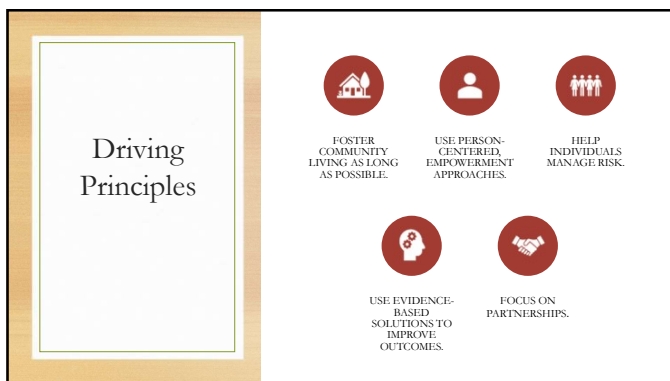 Driving
Principles
FOSTER
COMMUNITY
LIVING AS LONG
AS POSSIBLE.
USE PERSON-
CENTERED,
EMPOWERMENT
APPROACHES.
HELP
INDIVIDUALS
MANAGE RISK.
USE EVIDENCE-
BASED
SOLUTIONS TO
IMPROVE
OUTCOMES.
FOCUS ON
PARTNERSHIPS.